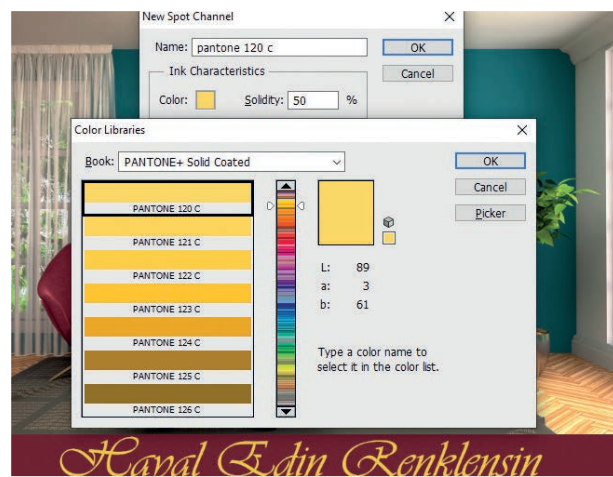 New Spot Channel
Name: pantone 120 c
OK
Ink Characteristics
Cancel
Color:
Solidity: 50 %
Color Libraries
Book: PANTONE+ Solid Coated
OK
PANTONE 120 C
Cancel
PANTONE 121 C
Picker
PANTONE 122 C
PANTONE 123 C
PANTONE 124 C
PANTONE 125 C
PANTONE 126 C
L: 89
a: 3
b: 61
Type a color name to
select it in the color list.
Hayal Edin Renklensin